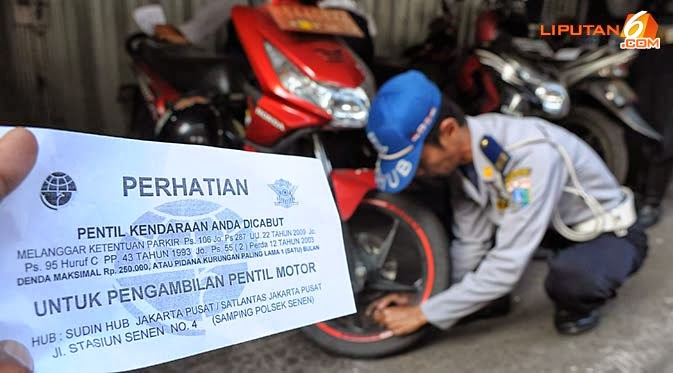 LIPUTAN 6
.COM
PERHATIAN
PENTIL KENDARAAN ANDA DICABUT
MELANGGAR KETENTUAN PARKIR Ps. 106 Jo Ps 287 UU. 22 TAHUN 2009 Jo.
Ps. 95 Huruf C PP. 43 TAHUN 1993 Jo. Ps. 55 ( 2 ) Perda 12 TAHUN 2003
DENDA MAKSIMAL Rp. 250.000, ATAU PIDANA KURUNGAN PALING LAMA 1 (SATU) BULAN
UNTUK PENGAMBILAN PENTIL MOTOR
HUB : SUDIN HUB JAKARTA PUSAT / SATLANTAS JAKARTA PUSAT
JL. STASIUN SENEN NO. 4 (SAMPING POLSEK SENEN)
HONDA